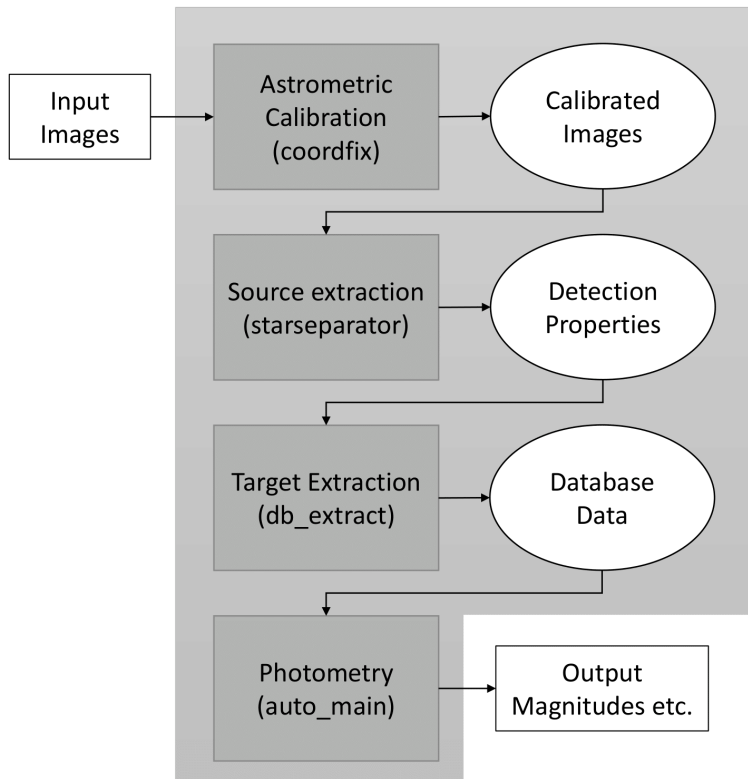 Input
Images
Astrometric
Calibration
(coordfix)
Calibrated
Images
Source extraction
(starseparator)
Detection
Properties
Target Extraction
(db_extract)
Database
Data
Photometry
(auto_main)
Output
Magnitudes etc.